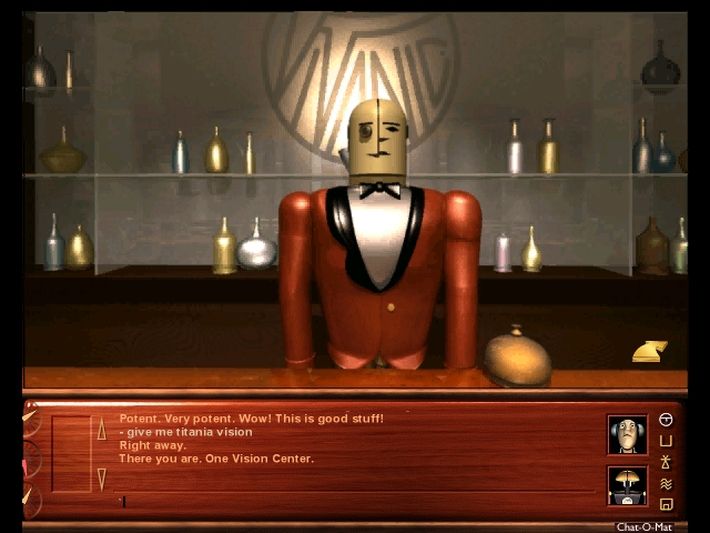 TITANIC
Potent. Very potent. Wow! This is good stuff!
- give me titania vision
Right away.
There you are. One Vision Center.
Chat-O-Mat